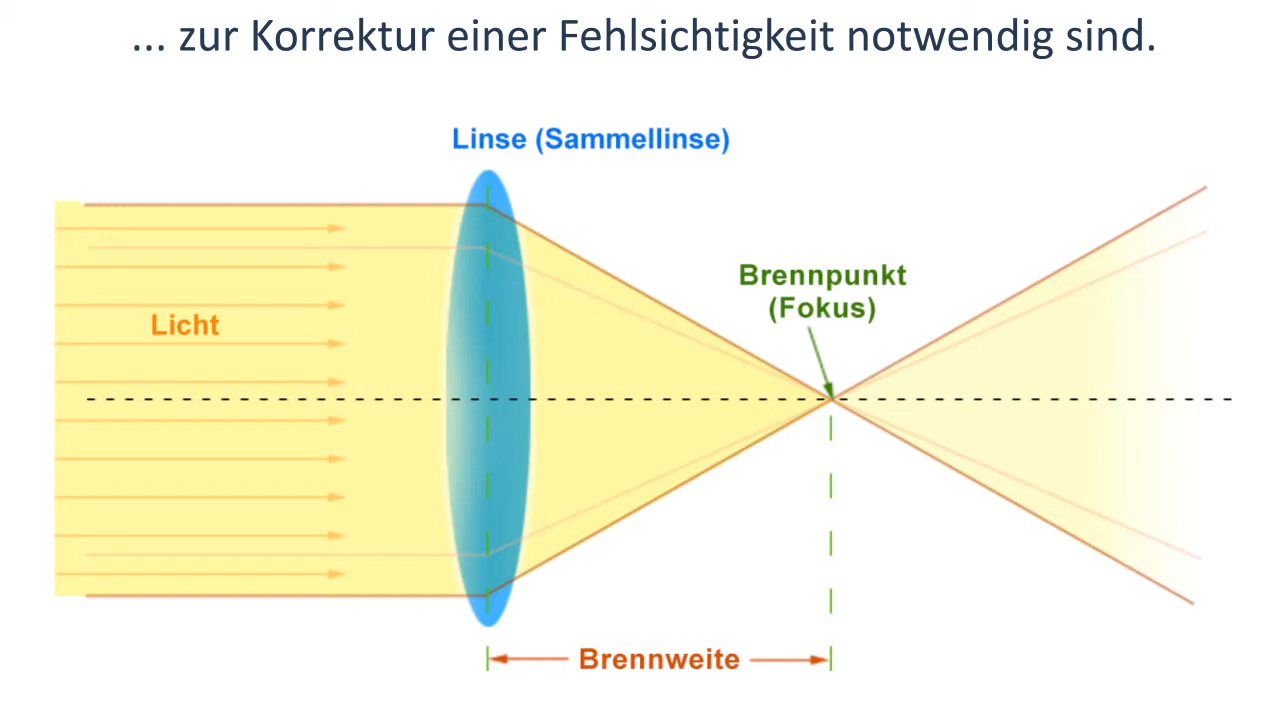 ... zur Korrektur einer Fehlsichtigkeit notwendig sind.
Linse (Sammellinse)
Brennpunkt
(Fokus)
Licht
Brennweite